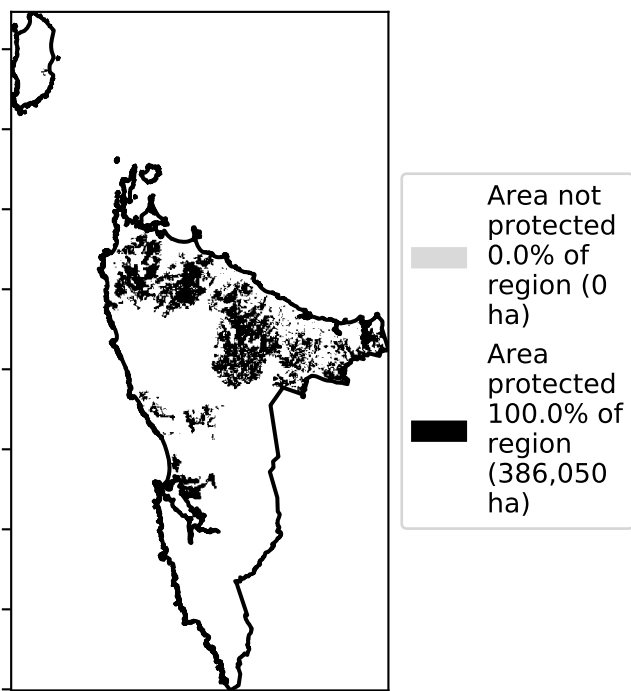 Area not
protected
0.0% of
region (0
ha)
Area
protected
100.0% of
region
(386,050
ha)